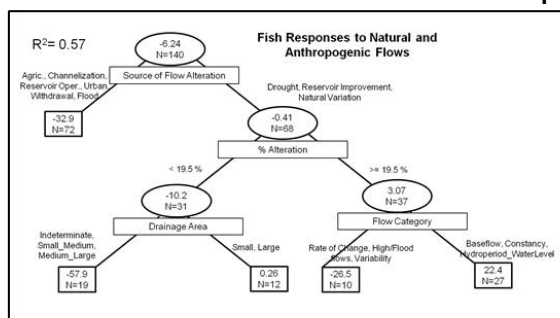 R²= 0.57
Fish Responses to Natural and
Anthropogenic Flows
-6.24
N=140
Source of Flow Alteration
Agric., Channelization,
Reservoir Oper., Urban
Withdrawal, Flood
Drought, Reservoir Improvement,
Natural Variation
-32.9
N=72
-0.41
N=68
% Alteration
< 19.5 %
>= 19.5 %
-10.2
N=31
Drainage Area
3.07
N=37
Flow Category
Indeterminate,
Small_Medium,
Medium_Large
Small, Large
Rate of Change, High/Flood
flows, Variability
Baseflow, Constancy,
Hydroperiod_WaterLevel
-57.9
N=19
0.26
N=12
-26.5
N=10
22.4
N=27